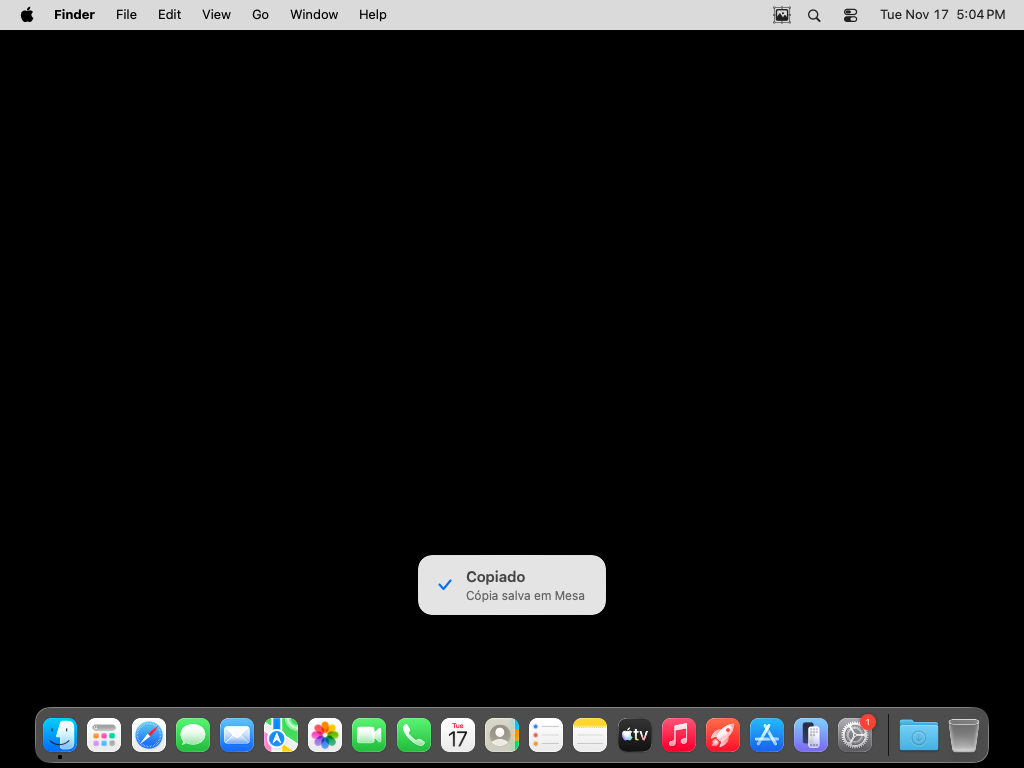 Finder File Edit View Go Window Help Tue Nov 17 5:04 PM
Copiado
Cópia salva em Mesa
Tue
17
tv
1